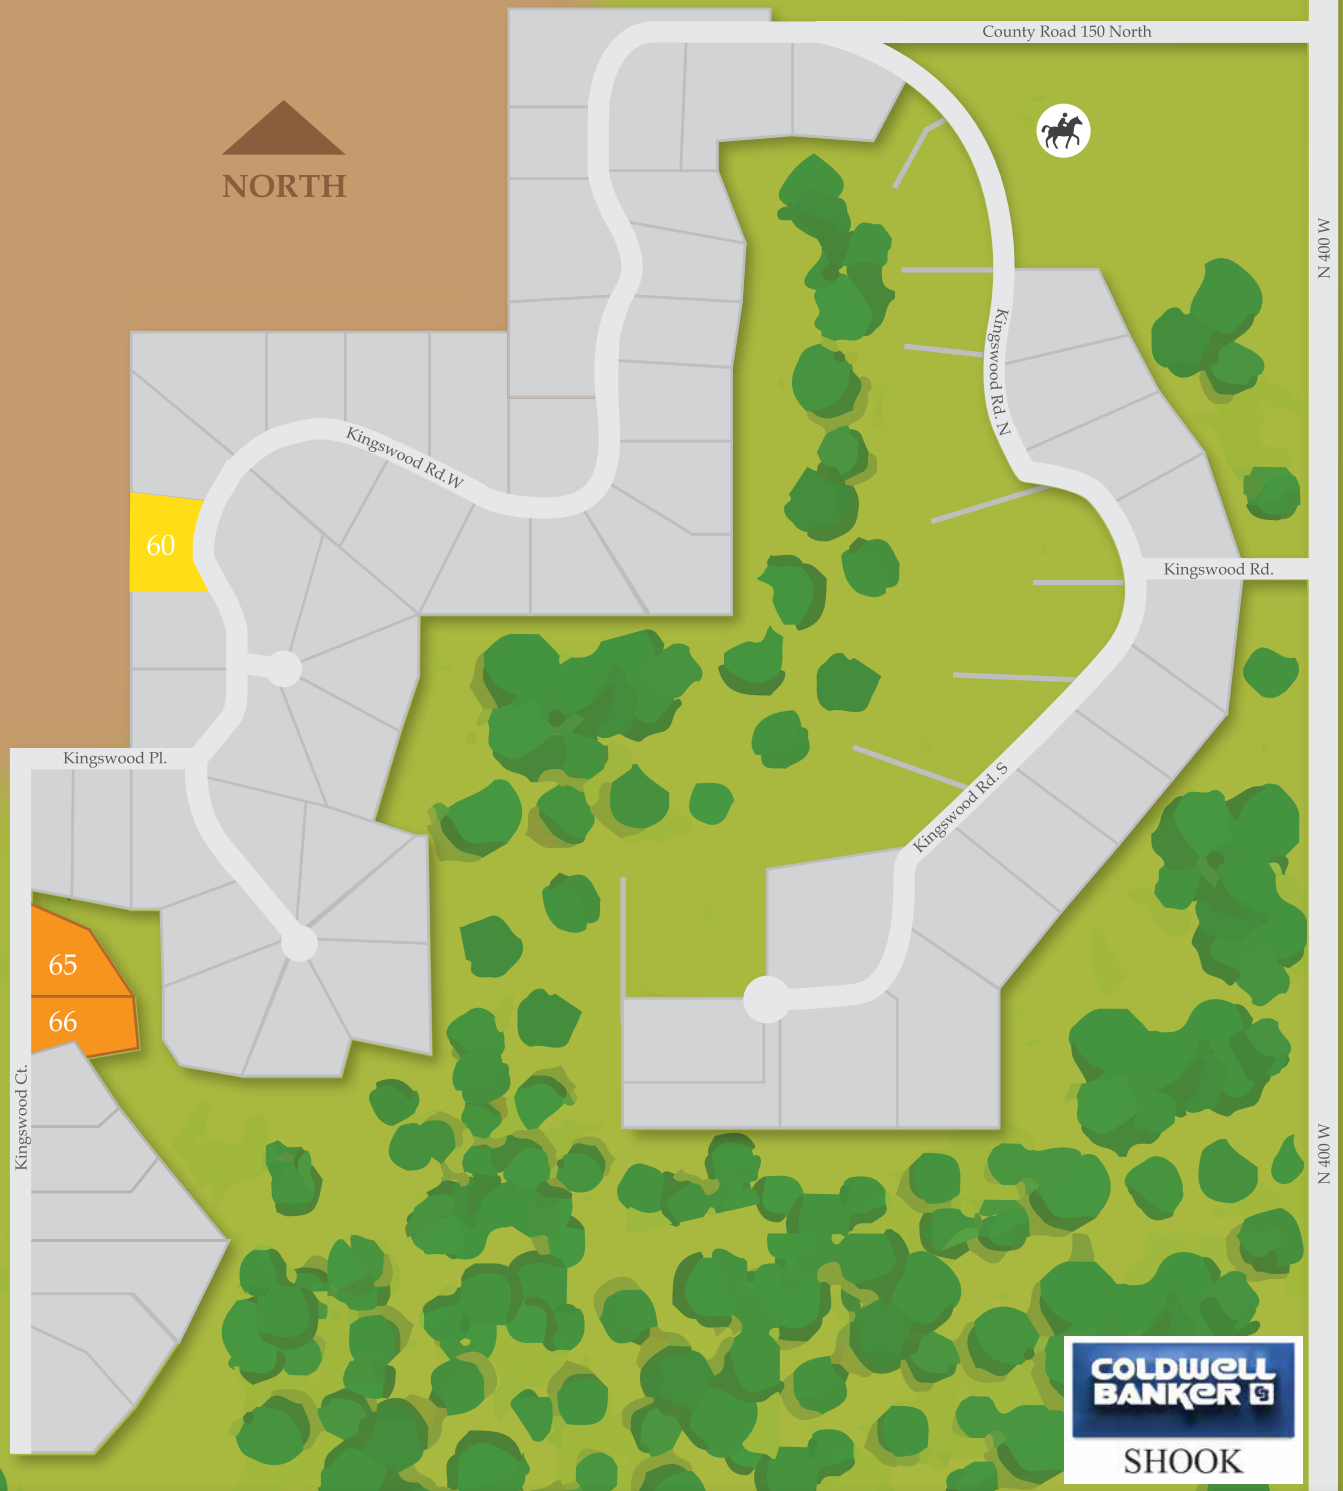 County Road 150 North
NORTH
N 400 W
Kingswood Rd. N
Kingswood Rd.W
60
Kingswood Rd.
Kingswood Pl.
Kingswood Rd. S
65
66
Kingswood Ct.
N 400 W
COLDWELL
BANKER
SHOOK